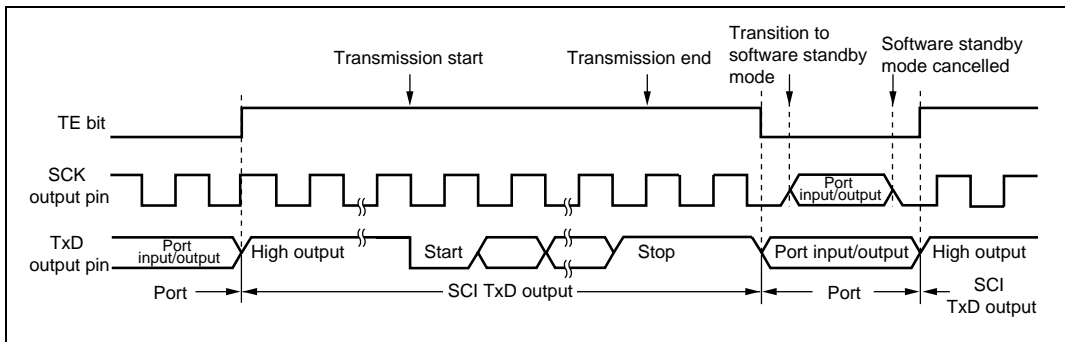 Transition to
software standby
mode
Software standby
mode cancelled
Transmission start
Transmission end
TE bit
SCK
output pin
Port
input/output
TxD
output pin
Port
input/output
High output
Start
Stop
Port input/output
High output
Port
SCI TxD output
Port
SCI
TxD output